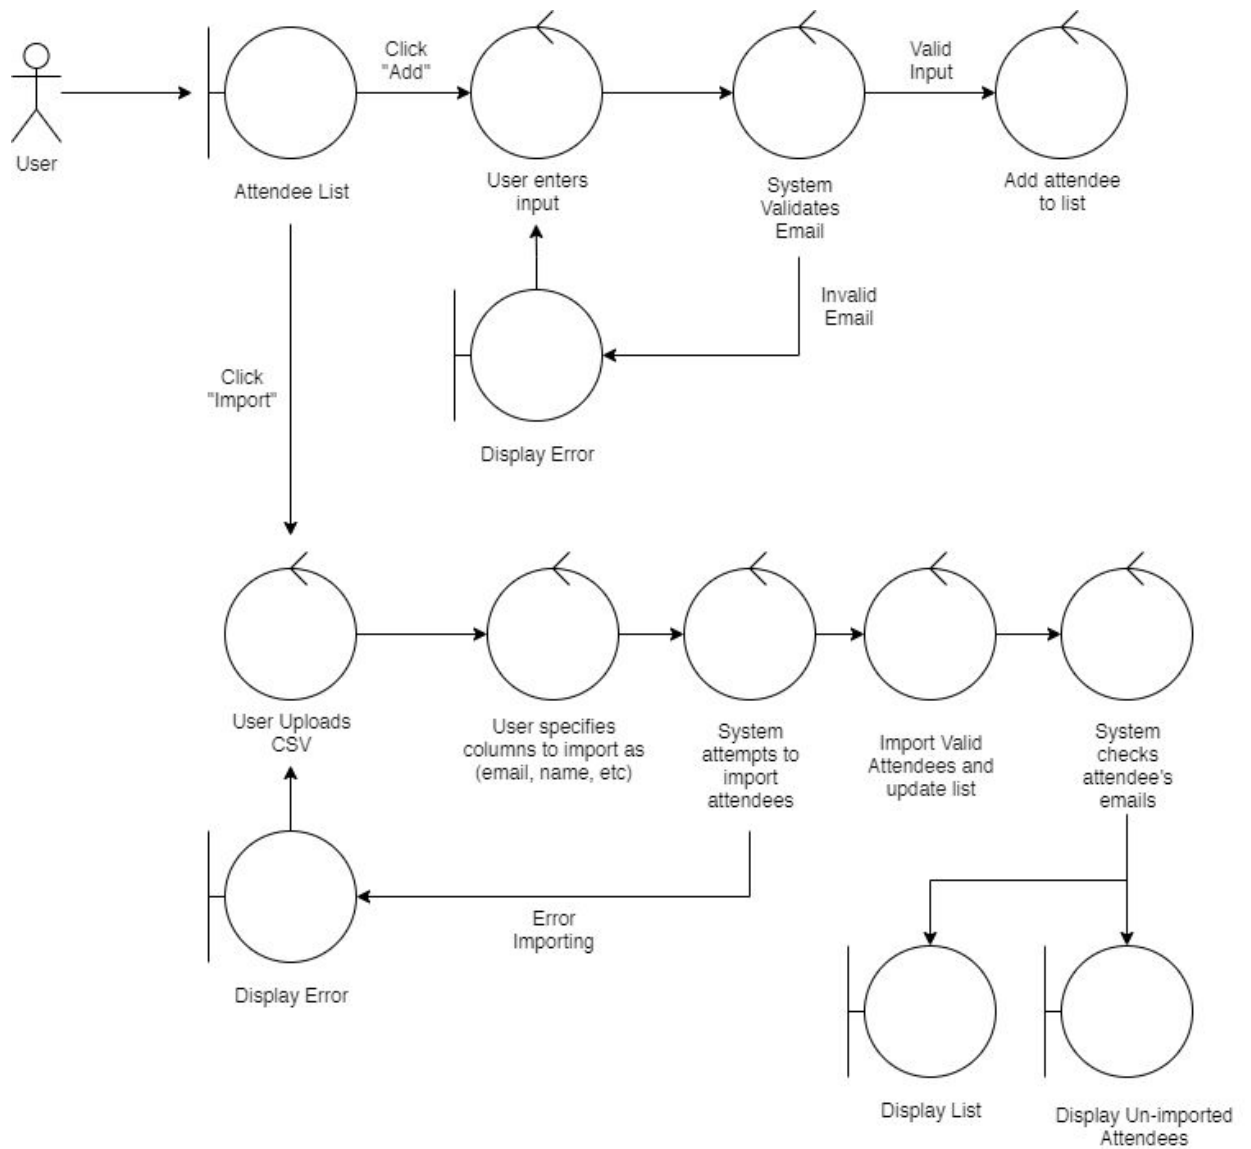 User
Attendee List
Click
"Add"
User enters
input
System
Validates
Email
Valid
Input
Add attendee
to list
Invalid
Email
Display Error
Click
"Import"
User Uploads
CSV
User specifies
columns to import as
(email, name, etc)
System
attempts to
import
attendees
Import Valid
Attendees and
update list
System
checks
attendee's
emails
Error
Importing
Display Error
Display List
Display Un-imported
Attendees